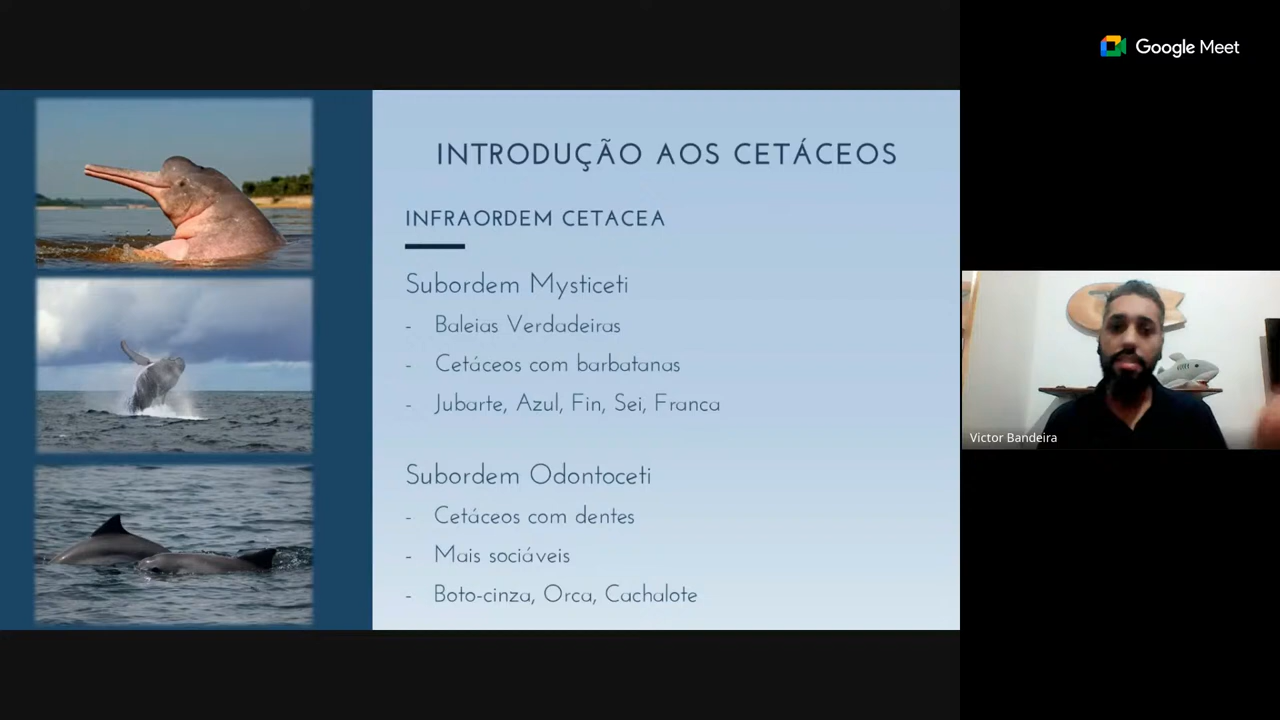 Google Meet
INTRODUÇÃO AOS CETÁCEOS
INFRAORDEM CETACEA
Subordem Mysticeti
- Baleias Verdadeiras
- Cetáceos com barbatanas
- Jubarte, Azul, Fin, Sei, Franca
Subordem Odontoceti
- Cetáceos com dentes
- Mais sociáveis
- Boto-cinza, Orca, Cachalote
Victor Bandeira